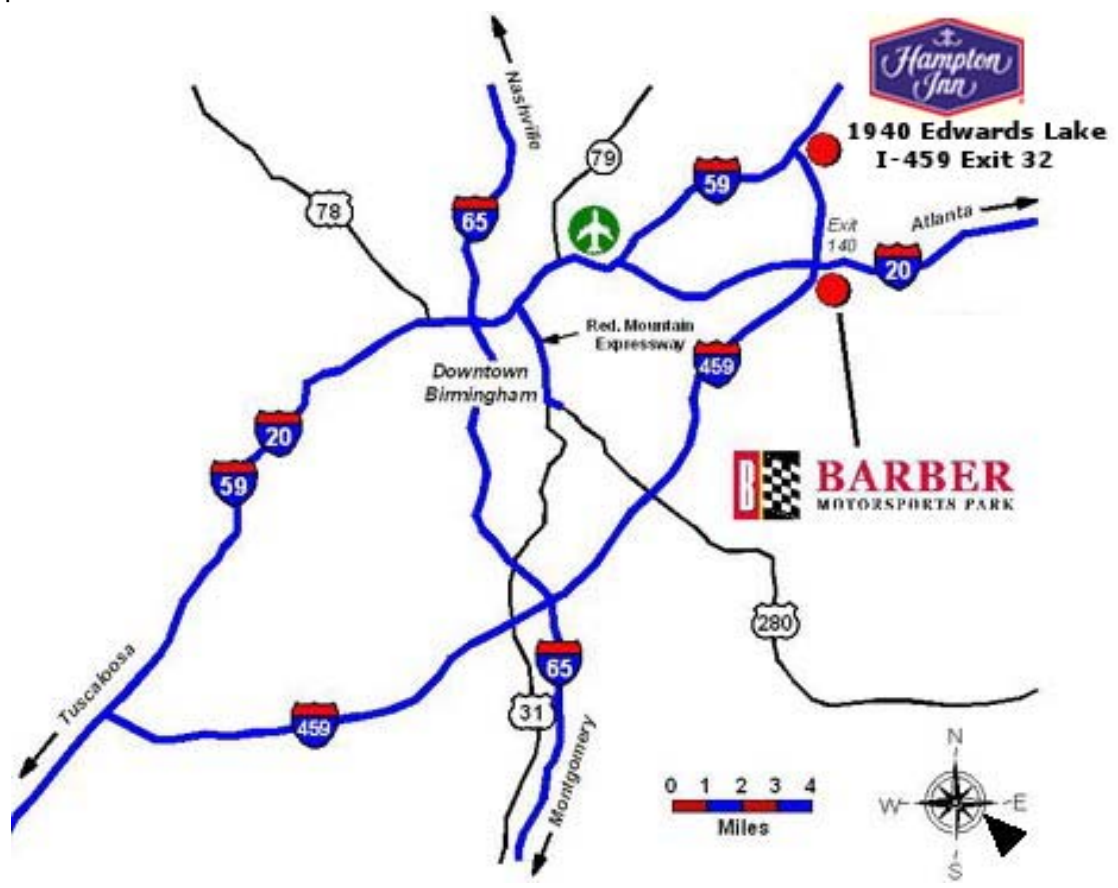 Hampton
Inn
1940 Edwards Lake
I-459 Exit 32
Nashville
79
59
78
65
Atlanta
Exit
140
20
Red. Mountain
Expressway
459
Downtown
Birmingham
20
59
B
BARBER
MOTORSPORTS PARK
280
Tuscaloosa
65
31
459
Montgomery
N
W
E
S
0 1 2 3 4
Miles